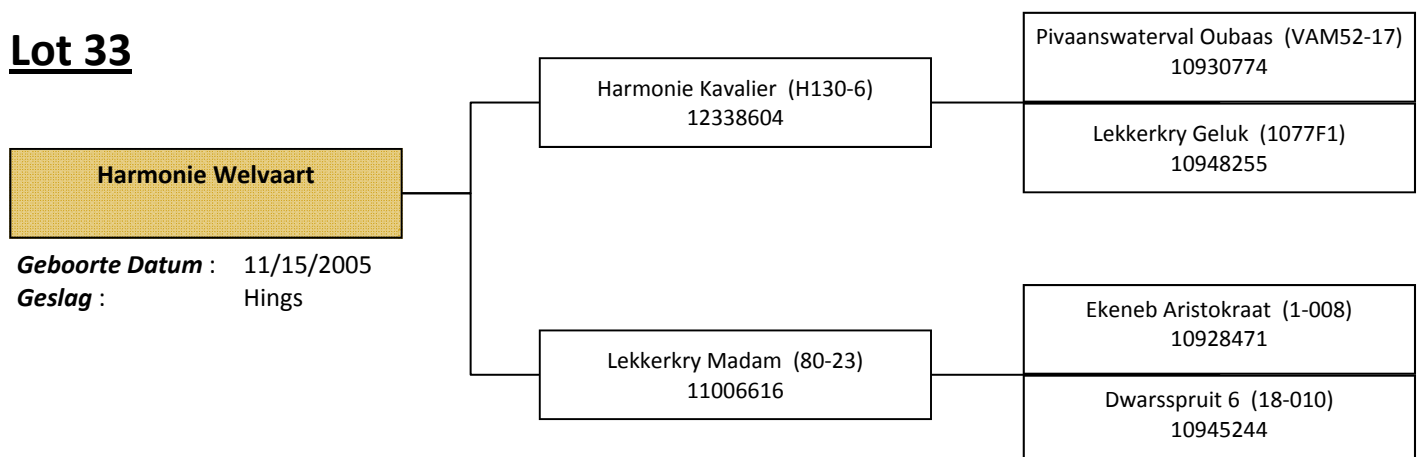 Lot 33
Harmonie Welvaart
Geboorte Datum : 11/15/2005
Geslag : Hings
Harmonie Kavalier (H130-6)
12338604
Lekkerkry Madam (80-23)
11006616
Pivaanswaterval Oubaas (VAM52-17)
10930774
Lekkerkry Geluk (1077F1)
10948255
Ekeneb Aristokraat (1-008)
10928471
Dwarsspruit 6 (18-010)
10945244